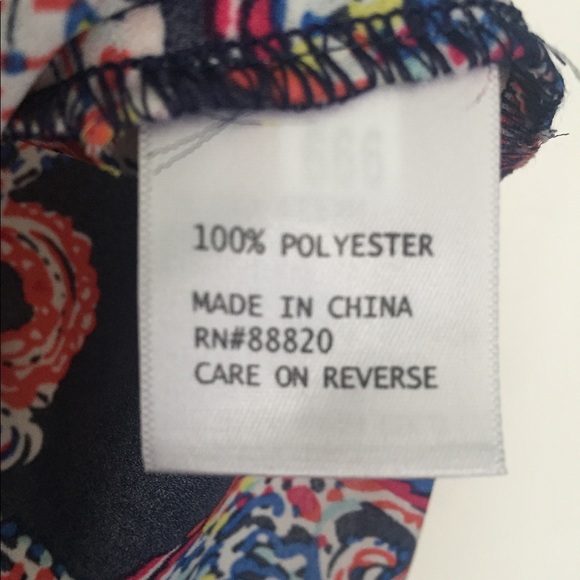 100% POLYESTER
MADE IN CHINA
RN#88820
CARE ON REVERSE